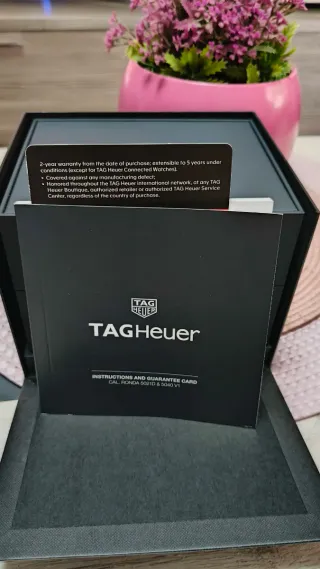 2-year warranty from the date of purchase; extensible to 5 years under
conditions (except for TAG Heuer Connected Watches).
• Covered against any manufacturing defect;
• Honored throughout the TAG Heuer international network, at any TAG
Heuer Boutique, authorized retailer or authorized TAG Heuer Service
Center, regardless of the country of purchase.
TAG
HEUER
TAGHeuer
INSTRUCTIONS AND GUARANTEE CARD
CAL. RONDA 5021D & 5040 V1